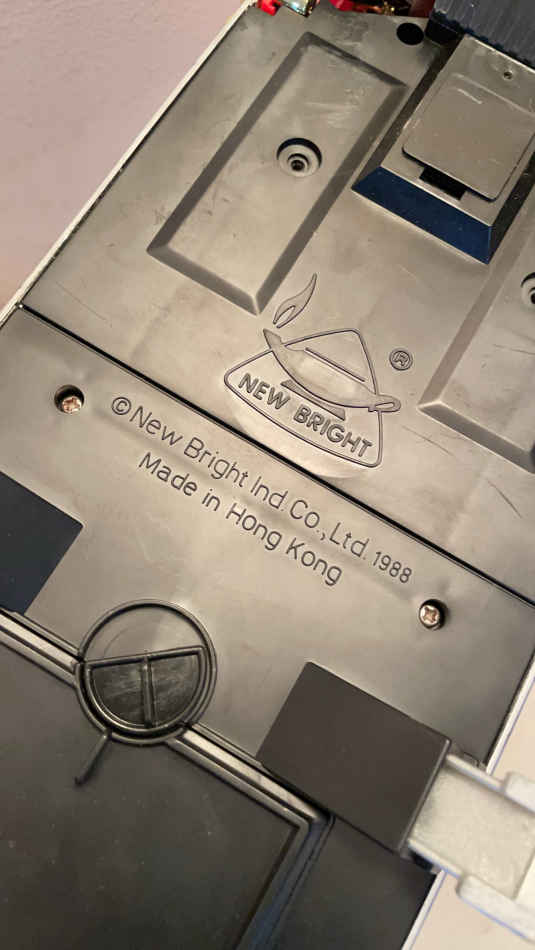 ®
NEW BRIGHT
©New Bright Ind. Co., Ltd. 1988
Made in Hong Kong